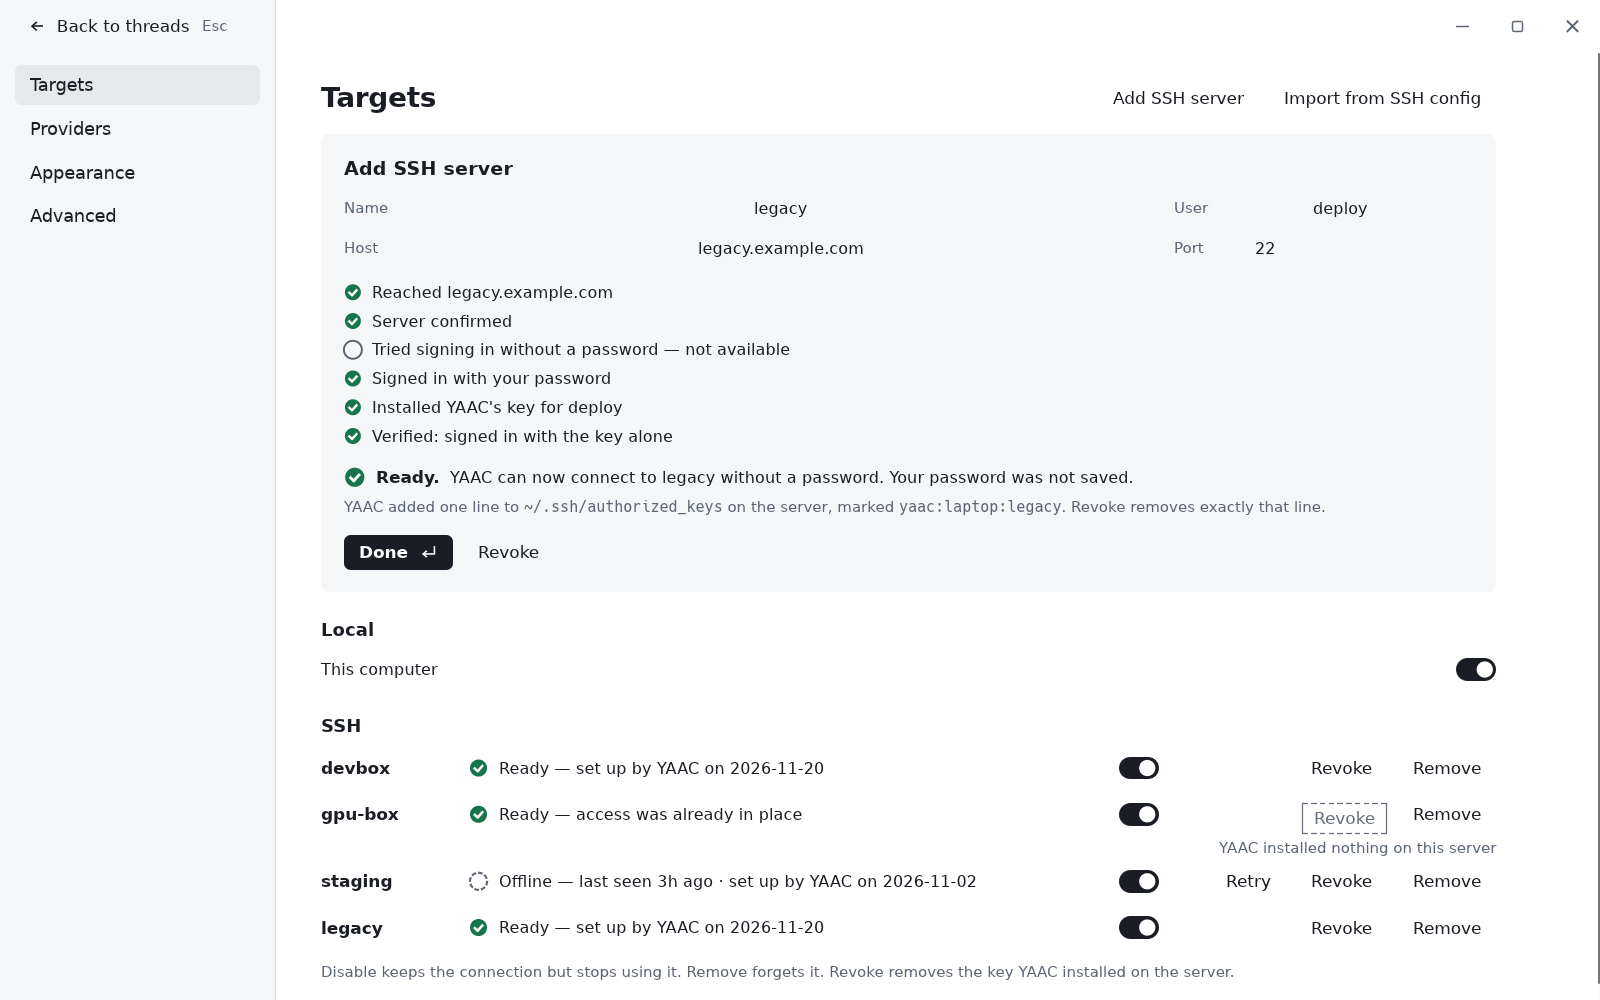 Back to threads Esc
Targets
Providers
Appearance
Advanced
Targets Add SSH server Import from SSH config
Add SSH server
Name legacy User deploy
Host legacy.example.com Port 22
Reached legacy.example.com
Server confirmed
Tried signing in without a password — not available
Signed in with your password
Installed YAAC's key for deploy
Verified: signed in with the key alone
Ready. YAAC can now connect to legacy without a password. Your password was not saved.
YAAC added one line to ~/.ssh/authorized_keys on the server, marked yaac:laptop:legacy. Revoke removes exactly that line.
Done Revoke
Local
This computer
SSH
devbox Ready — set up by YAAC on 2026-11-20 Revoke Remove
gpu-box Ready — access was already in place Revoke Remove
YAAC installed nothing on this server
staging Offline — last seen 3h ago · set up by YAAC on 2026-11-02 Retry Revoke Remove
legacy Ready — set up by YAAC on 2026-11-20 Revoke Remove
Disable keeps the connection but stops using it. Remove forgets it. Revoke removes the key YAAC installed on the server.